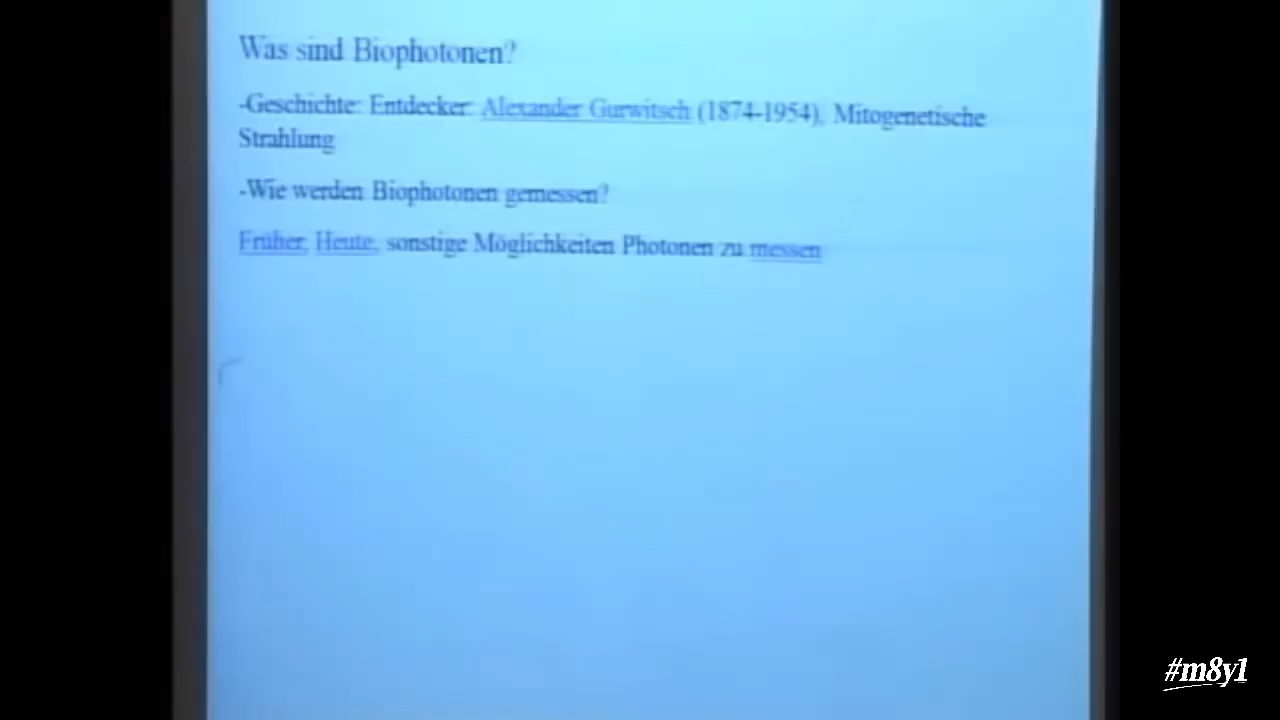 Was sind Biophotonen?
-Geschichte: Entdecker: Alexander Gurwitsch (1874-1954), Mitogenetische
Strahlung
-Wie werden Biophotonen gemessen?
Früher, Heute, sonstige Möglichkeiten Photonen zu messen
#m8y1